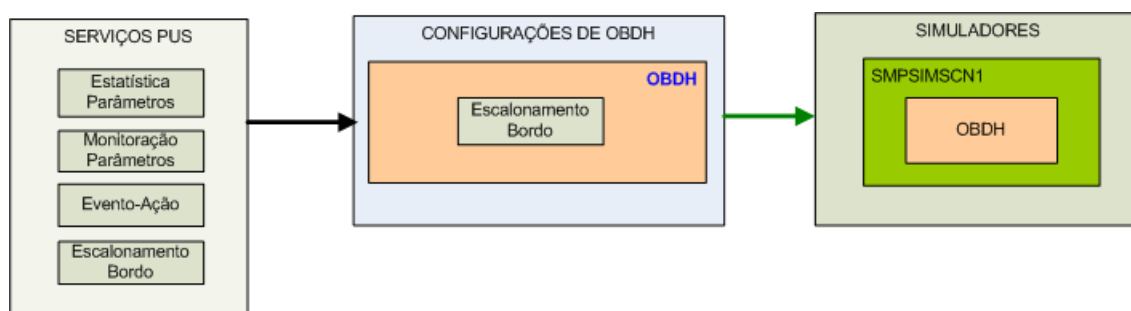 SERVIÇOS PUS
Estatística
Parâmetros
Monitoração
Parâmetros
Evento-Ação
Escalonamento
Bordo
CONFIGURAÇÕES DE OBDH
OBDH
Escalonamento
Bordo
SIMULADORES
SMPSIMSCN1
OBDH